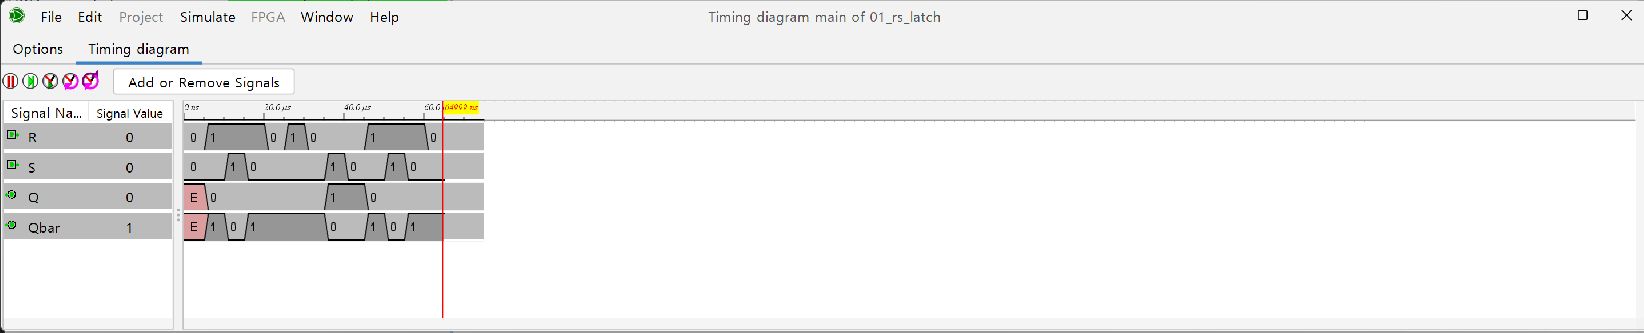 File Edit Project Simulate FPGA Window Help Timing diagram main of 01_rs_latch
Options Timing diagram
Add or Remove Signals
Signal Na... Signal Value 0 ns 20.0 µs 40.0 µs
R 0 0 1 0 1 0 1 0
S 0 0 1 0 1 0 1 0
Q 0 E 0 1 0
Qbar 1 E 1 0 1 0 1 0 1